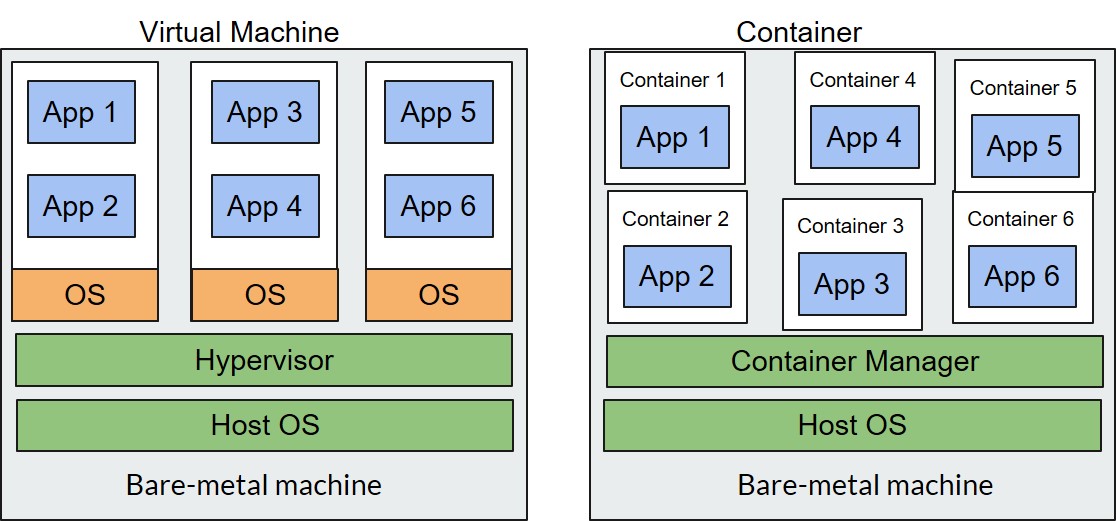 Virtual Machine
App 1
App 2
OS
App 3
App 4
OS
App 5
App 6
OS
Hypervisor
Host OS
Bare-metal machine
Container
Container 1
App 1
Container 4
App 4
Container 5
App 5
Container 2
App 2
Container 3
App 3
Container 6
App 6
Container Manager
Host OS
Bare-metal machine